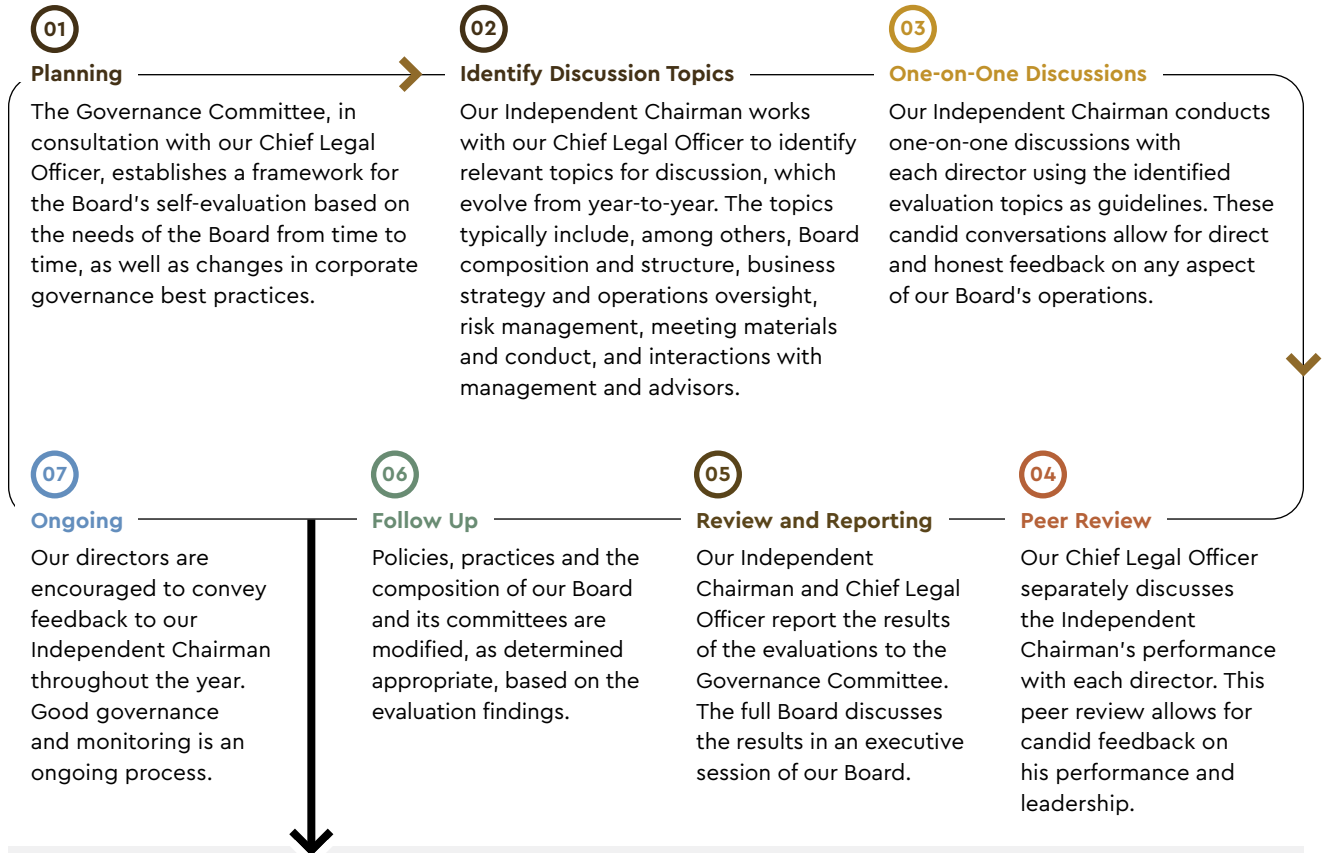 01
Planning
The Governance Committee, in
consultation with our Chief Legal
Officer, establishes a framework for
the Board's self-evaluation based on
the needs of the Board from time to
time, as well as changes in corporate
governance best practices.
02
Identify Discussion Topics
Our Independent Chairman works
with our Chief Legal Officer to identify
relevant topics for discussion, which
evolve from year-to-year. The topics
typically include, among others, Board
composition and structure, business
strategy and operations oversight,
risk management, meeting materials
and conduct, and interactions with
management and advisors.
03
One-on-One Discussions
Our Independent Chairman conducts
one-on-one discussions with
each director using the identified
evaluation topics as guidelines. These
candid conversations allow for direct
and honest feedback on any aspect
of our Board's operations.
04
Peer Review
Our Chief Legal Officer
separately discusses
the Independent
Chairman's performance
with each director. This
peer review allows for
candid feedback on
his performance and
leadership.
05
Review and Reporting
Our Independent
Chairman and Chief Legal
Officer report the results
of the evaluations to the
Governance Committee.
The full Board discusses
the results in an executive
session of our Board.
06
Follow Up
Policies, practices and the
composition of our Board
and its committees are
modified, as determined
appropriate, based on the
evaluation findings.
07
Ongoing
Our directors are
encouraged to convey
feedback to our
Independent Chairman
throughout the year.
Good governance
and monitoring is an
ongoing process.